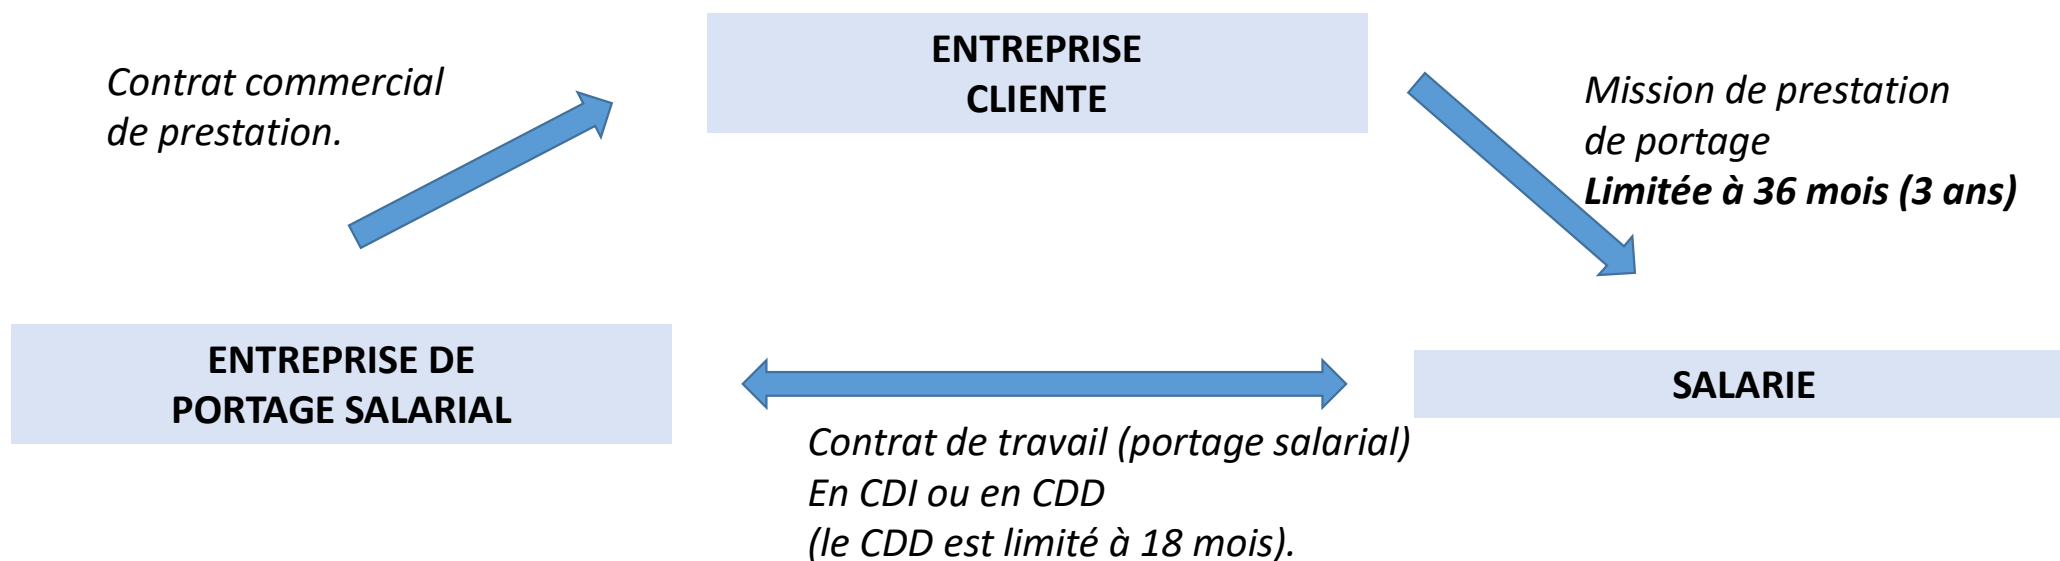 Contrat commercial
de prestation.
ENTREPRISE
CLIENTE
Mission de prestation
de portage
Limitée à 36 mois (3 ans)
ENTREPRISE DE
PORTAGE SALARIAL
SALARIE
Contrat de travail (portage salarial)
En CDI ou en CDD
(le CDD est limité à 18 mois).